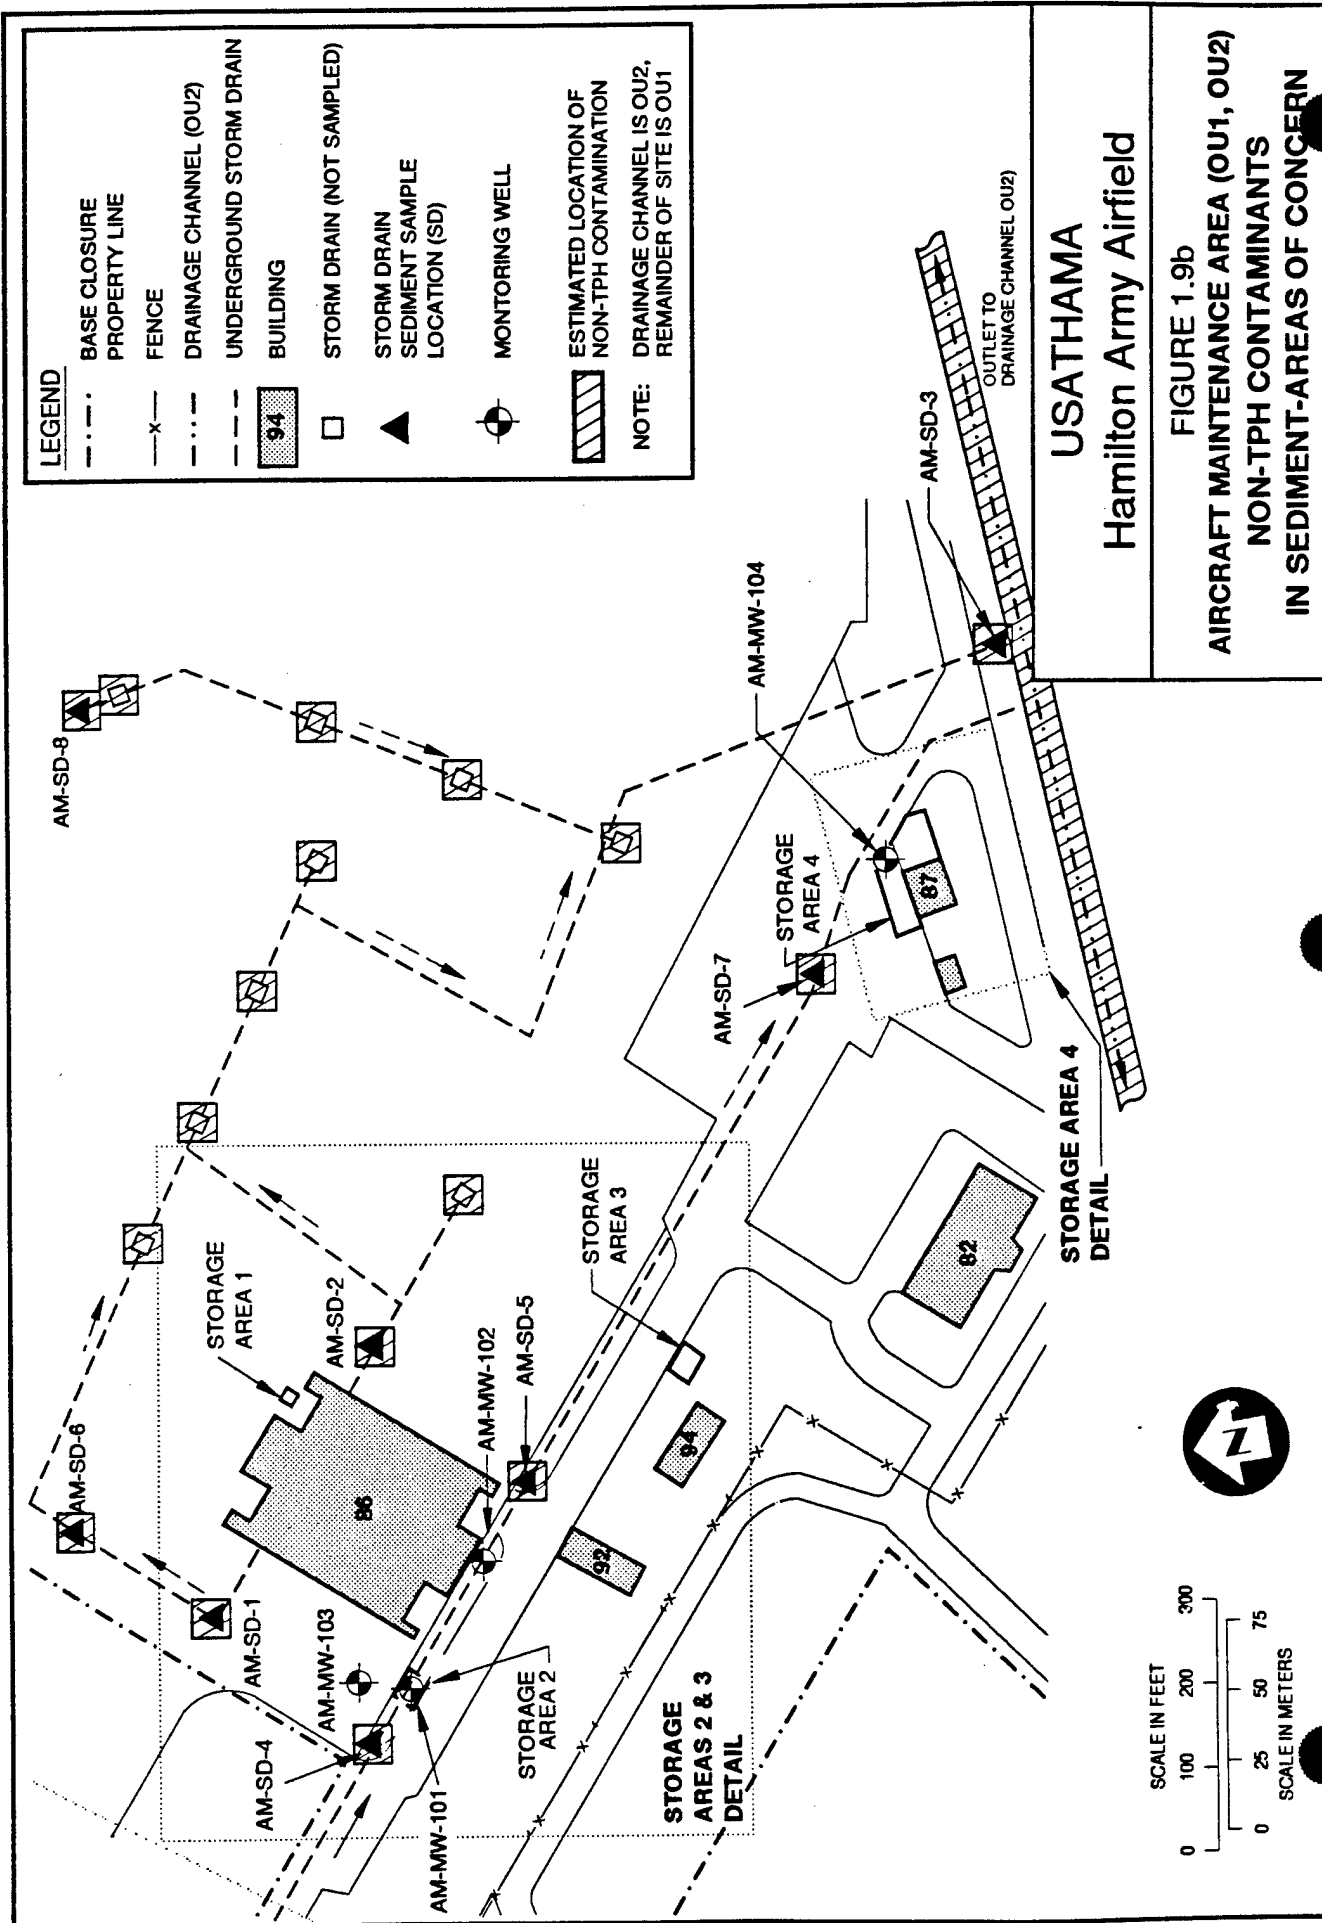 LEGEND
BASE CLOSURE
PROPERTY LINE
x
FENCE
DRAINAGE CHANNEL (OU2)
UNDERGROUND STORM DRAIN
94
BUILDING
STORM DRAIN (NOT SAMPLED)
STORM DRAIN
SEDIMENT SAMPLE
LOCATION (SD)
MONTORING WELL
ESTIMATED LOCATION OF
NON-TPH CONTAMINATION
NOTE: DRAINAGE CHANNEL IS OU2,
REMAINDER OF SITE IS OU1
AM-SD-8
AM-SD-6
AM-SD-1
STORAGE
AREA 1
AM-SD-2
86
AM-MW-103
AM-SD-4
AM-MW-102
AM-SD-5
AM-MW-101
STORAGE
AREA 2
STORAGE
AREA 3
92
94
STORAGE
AREAS 2 & 3
DETAIL
AM-SD-7
STORAGE
AREA 4
AM-MW-104
87
82
AM-SD-3
OUTLET TO
DRAINAGE CHANNEL OU2)
STORAGE AREA 4
DETAIL
N
SCALE IN FEET
0 100 200 300
0 25 50 75
SCALE IN METERS
USATHAMA
Hamilton Army Airfield
FIGURE 1.9b
AIRCRAFT MAINTENANCE AREA (OU1, OU2)
NON-TPH CONTAMINANTS
IN SEDIMENT-AREAS OF CONCERN